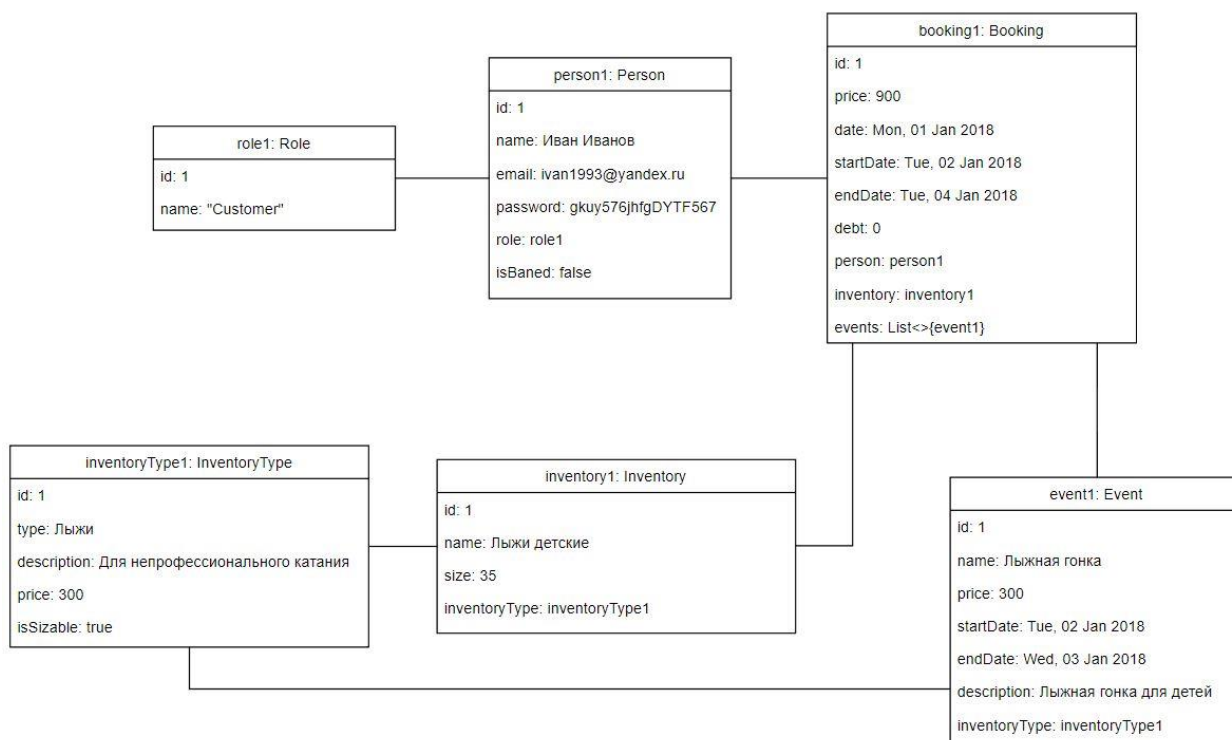 booking1: Booking
id: 1
price: 900
date: Mon, 01 Jan 2018
startDate: Tue, 02 Jan 2018
endDate: Tue, 04 Jan 2018
debt: 0
person: person1
inventory: inventory1
events: List<>{event1}
person1: Person
id: 1
name: Иван Иванов
email: ivan1993@yandex.ru
password: gkuy576jhfgDYTF567
role: role1
isBaned: false
role1: Role
id: 1
name: "Customer"
inventoryType1: InventoryType
id: 1
type: Лыжи
description: Для непрофессионального катания
price: 300
isSizable: true
inventory1: Inventory
id: 1
name: Лыжи детские
size: 35
inventoryType: inventoryType1
event1: Event
id: 1
name: Лыжная гонка
price: 300
startDate: Tue, 02 Jan 2018
endDate: Wed, 03 Jan 2018
description: Лыжная гонка для детей
inventoryType: inventoryType1